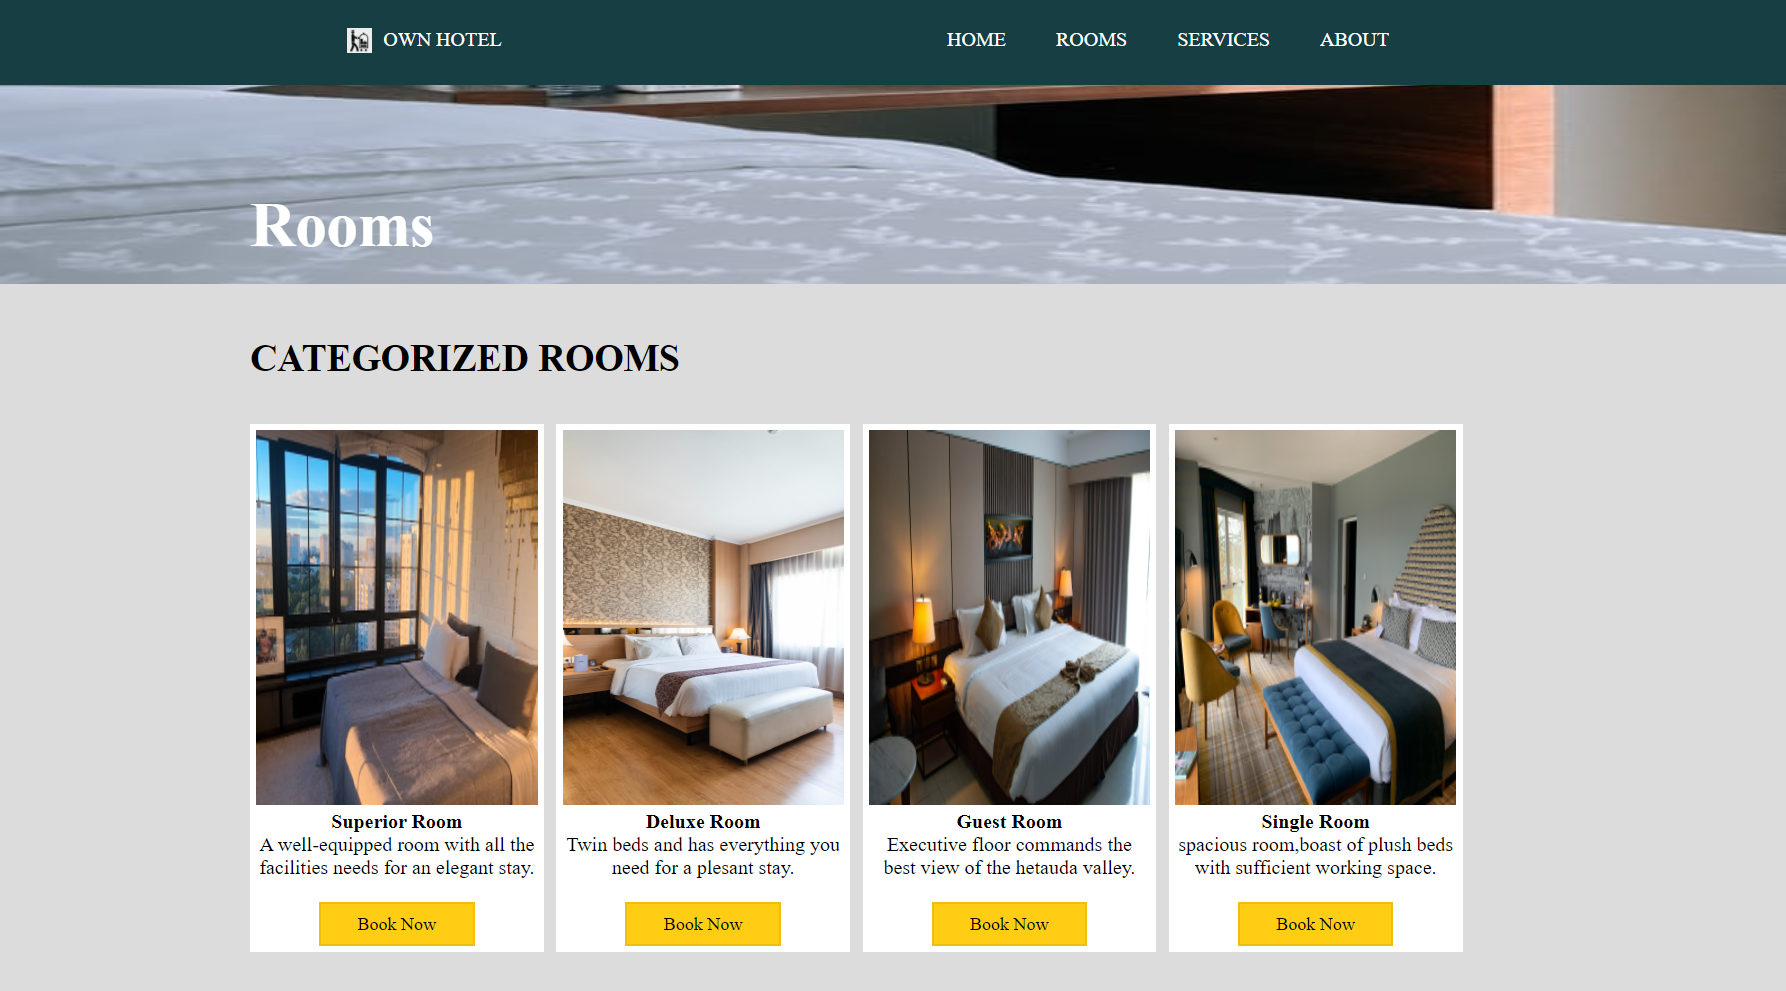 OWN HOTEL
HOME ROOMS SERVICES ABOUT
Rooms
CATEGORIZED ROOMS
Superior Room
A well-equipped room with all the
facilities needs for an elegant stay.
Book Now
Deluxe Room
Twin beds and has everything you
need for a plesant stay.
Book Now
Guest Room
Executive floor commands the
best view of the hetauda valley.
Book Now
Single Room
spacious room,boast of plush beds
with sufficient working space.
Book Now